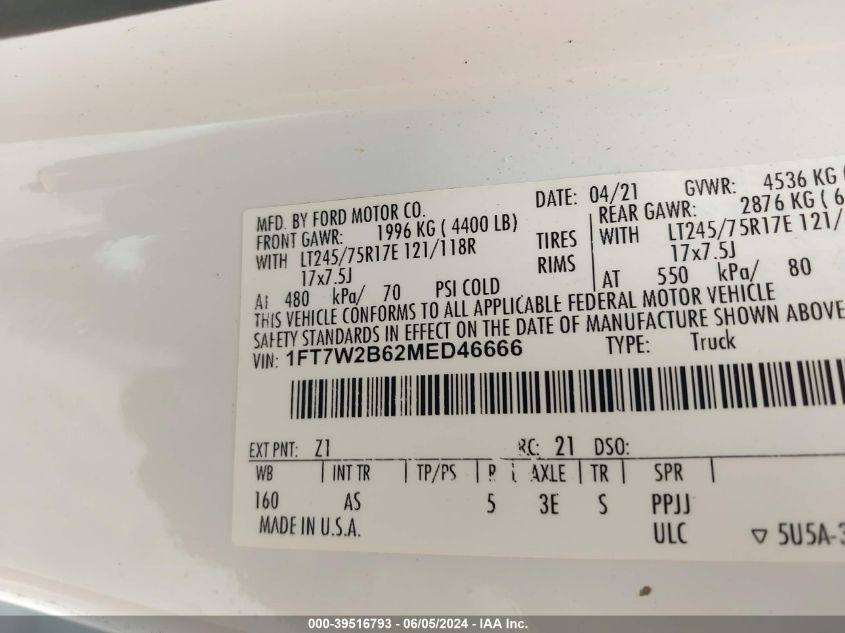 MFD. BY FORD MOTOR CO.
DATE: 04/21
GVWR: 4536 KG (
FRONT GAWR: 1996 KG ( 4400 LB)
REAR GAWR: 2876 KG ( 6
WITH LT245/75R17E 121/118R TIRES
WITH LT245/75R17E 121/
17x7.5J RIMS
17x7.5J
AT 480 kPa/ 70 PSI COLD
AT 550 kPa/ 80
THIS VEHICLE CONFORMS TO ALL APPLICABLE FEDERAL MOTOR VEHICLE
SAFETY STANDARDS IN EFFECT ON THE DATE OF MANUFACTURE SHOWN ABOVE
VIN: 1FT7W2B62MED46666 TYPE: Truck
EXT PNT: Z1 RC: 21 DSO:
WB | INT TR | TP/PS | R | AXLE | TR | SPR |
160 AS 5 3E S PPJJ
MADE IN U.S.A. ULC ▽ 5U5A-3
000-39516793 - 06/05/2024 - IAA Inc.